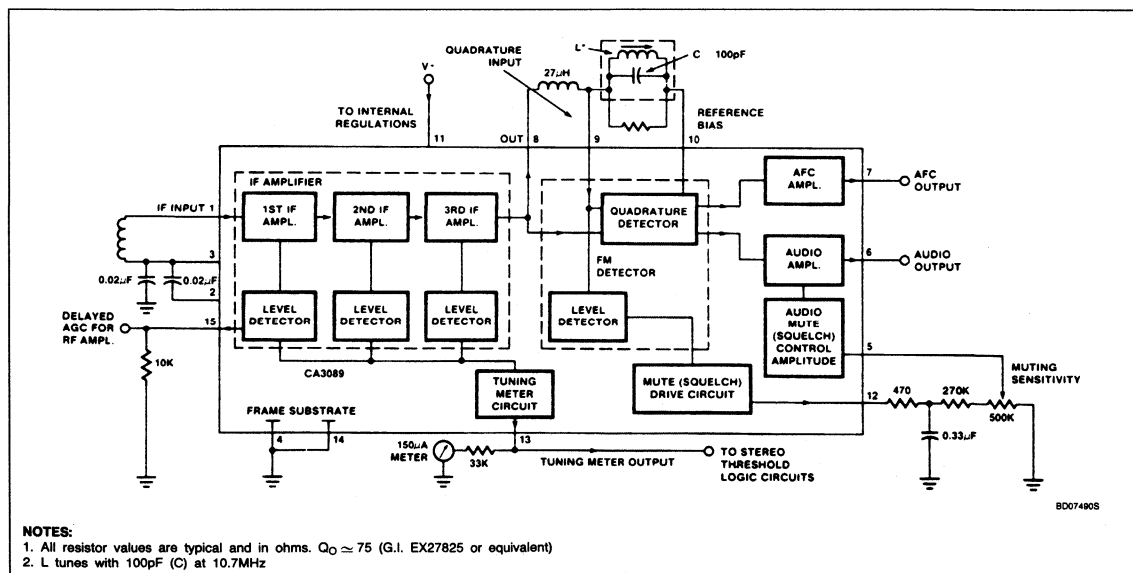 L*
C 100pF
QUADRATURE
INPUT
27µH
V-
TO INTERNAL
REGULATIONS
REFERENCE
BIAS
11
OUT 8
9
10
IF AMPLIFIER
IF INPUT 1
1ST IF
AMPL.
2ND IF
AMPL.
3RD IF
AMPL.
QUADRATURE
DETECTOR
AFC
AMPL.
7
AFC
OUTPUT
3
0.02µF
0.02µF
2
FM
DETECTOR
AUDIO
AMPL.
6
AUDIO
OUTPUT
DELAYED
AGC FOR
RF AMPL.
15
LEVEL
DETECTOR
LEVEL
DETECTOR
LEVEL
DETECTOR
LEVEL
DETECTOR
AUDIO
MUTE
(SQUELCH)
CONTROL
AMPLITUDE
5
MUTING
SENSITIVITY
10K
CA3089
TUNING
METER
CIRCUIT
MUTE (SQUELCH)
DRIVE CIRCUIT
12
470
270K
500K
0.33µF
FRAME SUBSTRATE
4
14
13
150µA
METER
33K
TUNING METER OUTPUT
TO STEREO
THRESHOLD
LOGIC CIRCUITS
BD07490S
NOTES:
1. All resistor values are typical and in ohms. QO ≃ 75 (G.I. EX27825 or equivalent)
2. L tunes with 100pF (C) at 10.7MHz